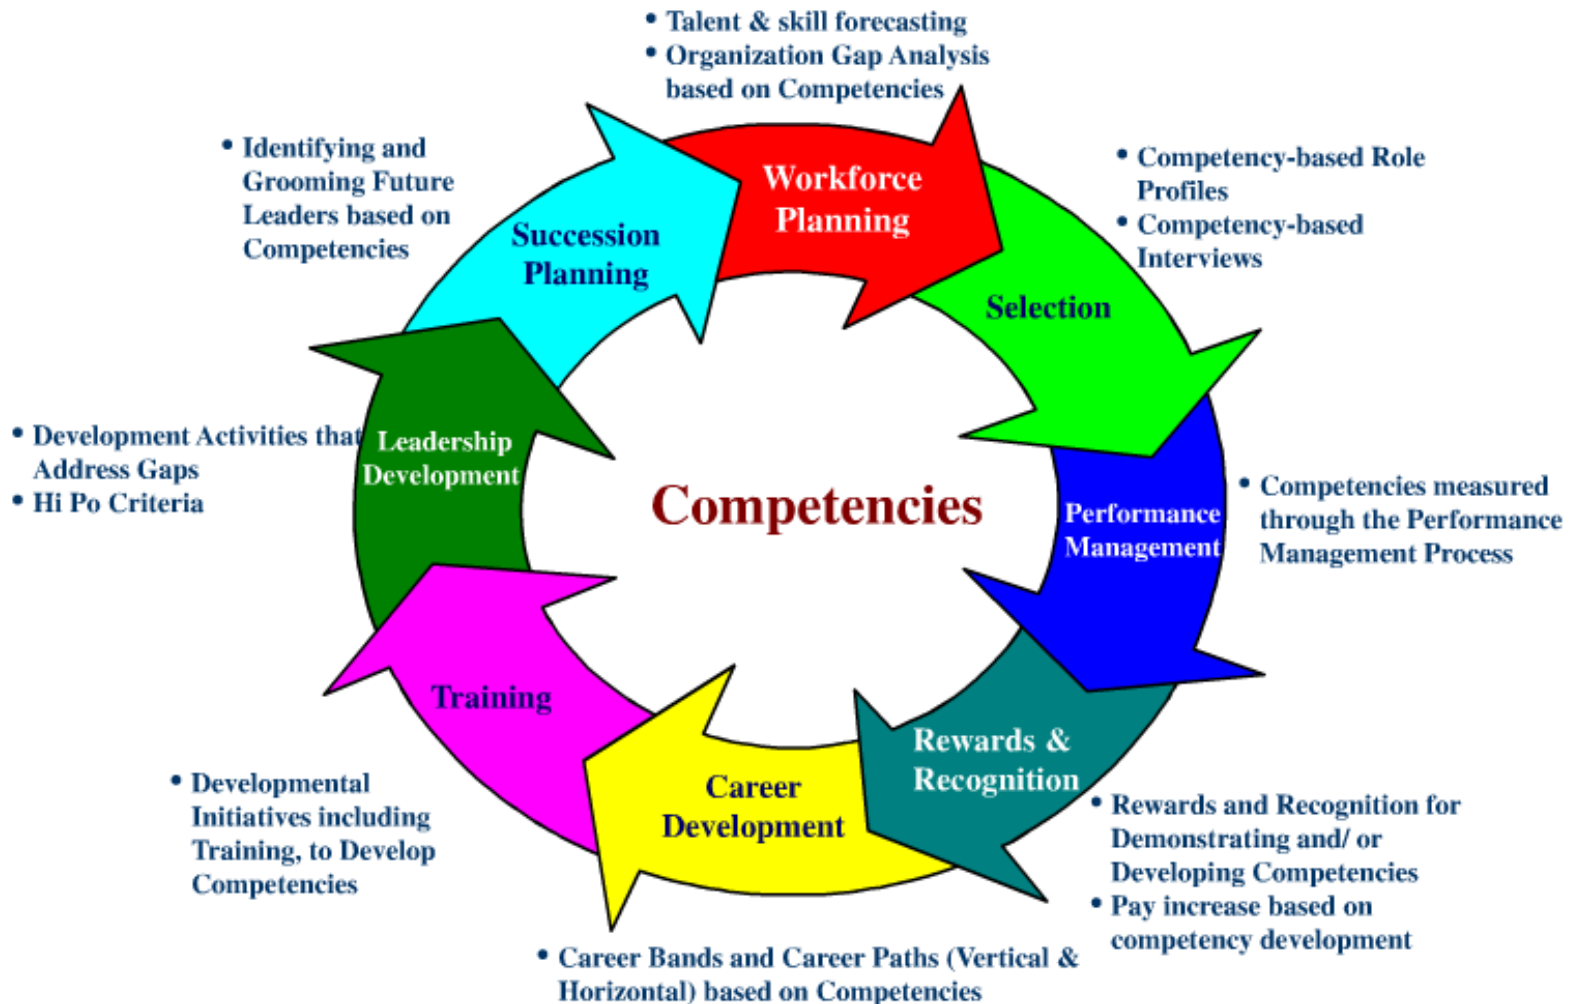 • Talent & skill forecasting
• Organization Gap Analysis
based on Competencies
Workforce
Planning
• Competency-based Role
Profiles
• Competency-based
Interviews
Selection
• Competencies measured
through the Performance
Management Process
Performance
Management
Rewards &
Recognition
• Rewards and Recognition for
Demonstrating and/ or
Developing Competencies
• Pay increase based on
competency development
Career
Development
• Career Bands and Career Paths (Vertical &
Horizontal) based on Competencies
Training
• Developmental
Initiatives including
Training, to Develop
Competencies
Leadership
Development
• Development Activities that
Address Gaps
• Hi Po Criteria
Succession
Planning
• Identifying and
Grooming Future
Leaders based on
Competencies
Competencies